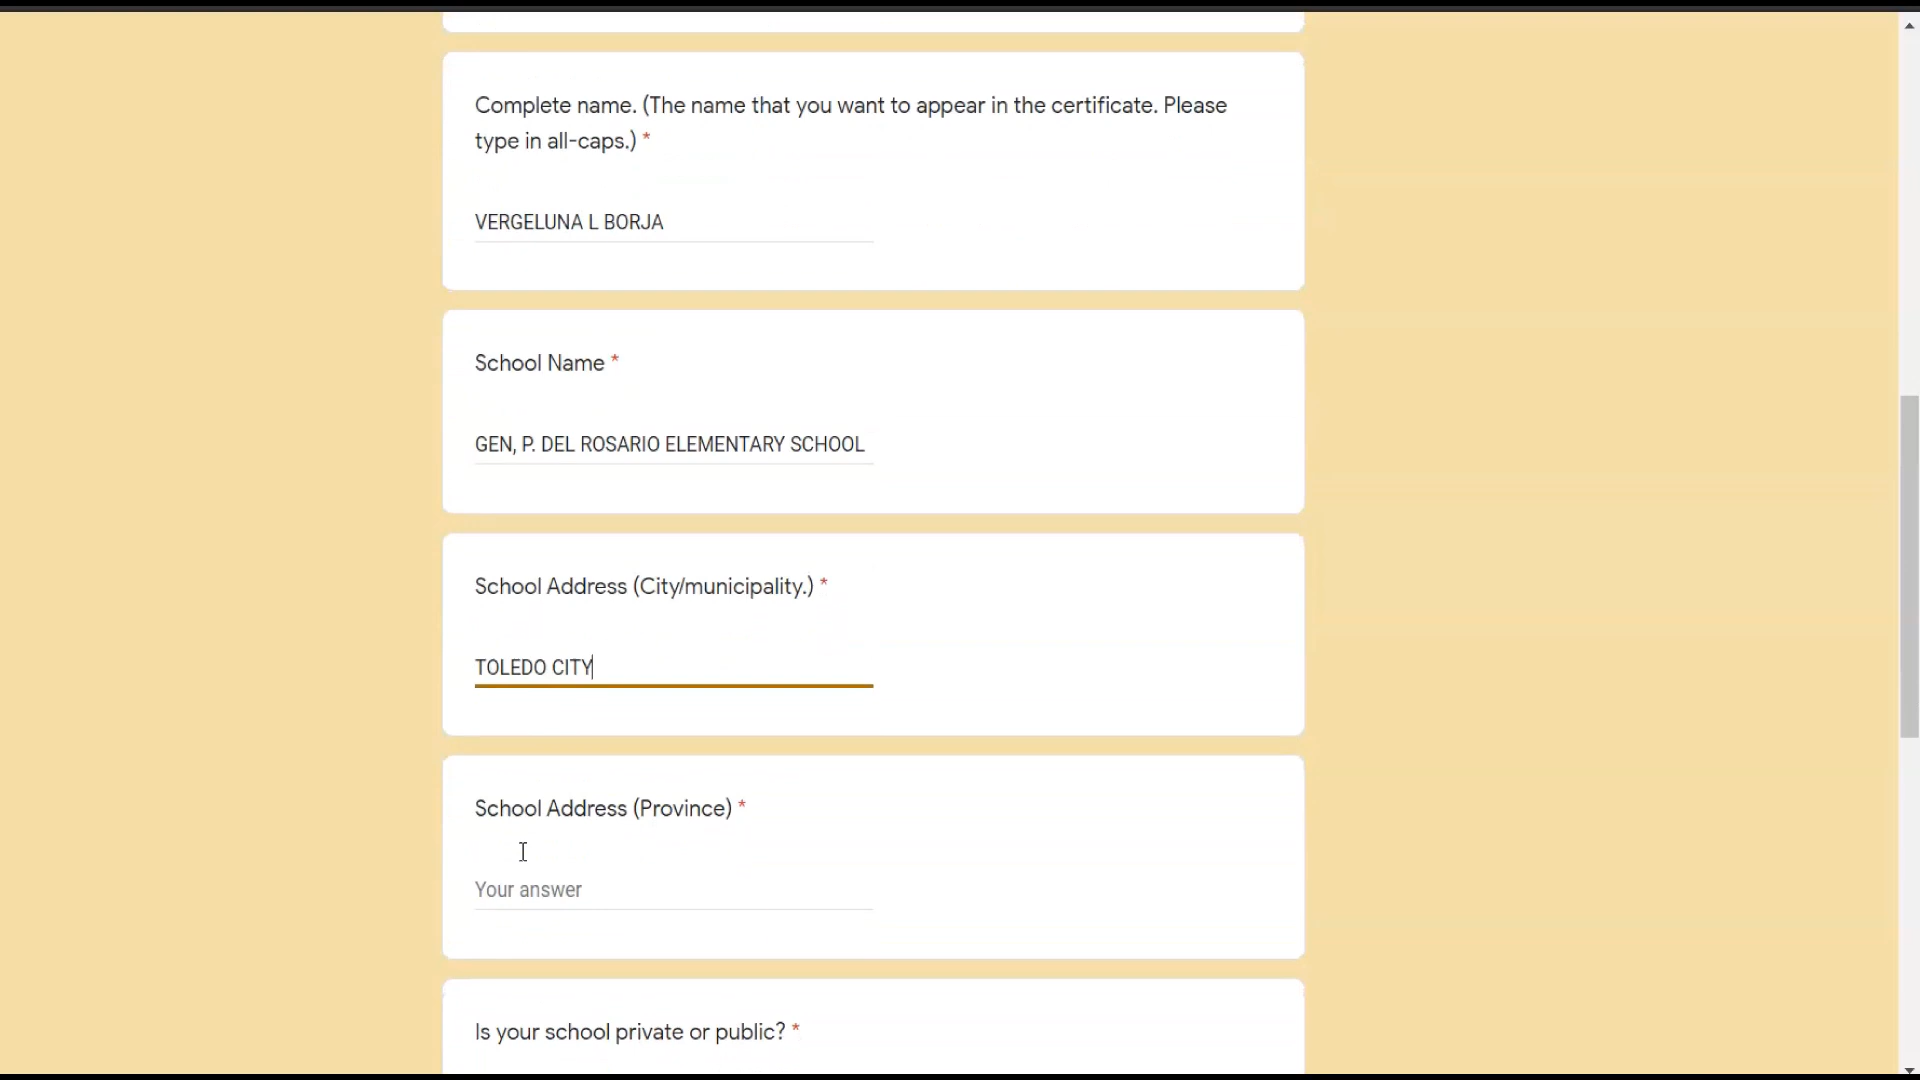 Complete name. (The name that you want to appear in the certificate. Please
type in all-caps.) *
VERGELUNA L BORJA
School Name *
GEN, P. DEL ROSARIO ELEMENTARY SCHOOL
School Address (City/municipality.) *
TOLEDO CITY
School Address (Province) *
Your answer
Is your school private or public? *